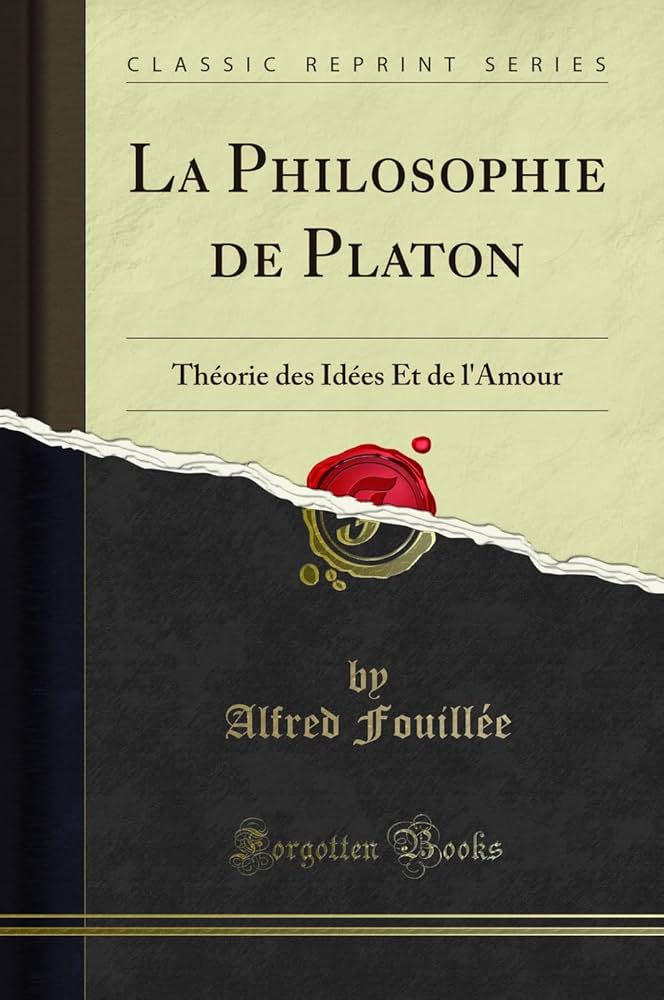 CLASSIC REPRINT SERIES
LA PHILOSOPHIE
DE PLATON
Théorie des Idées Et de l'Amour
by
Alfred Fouillée
Forgotten Books